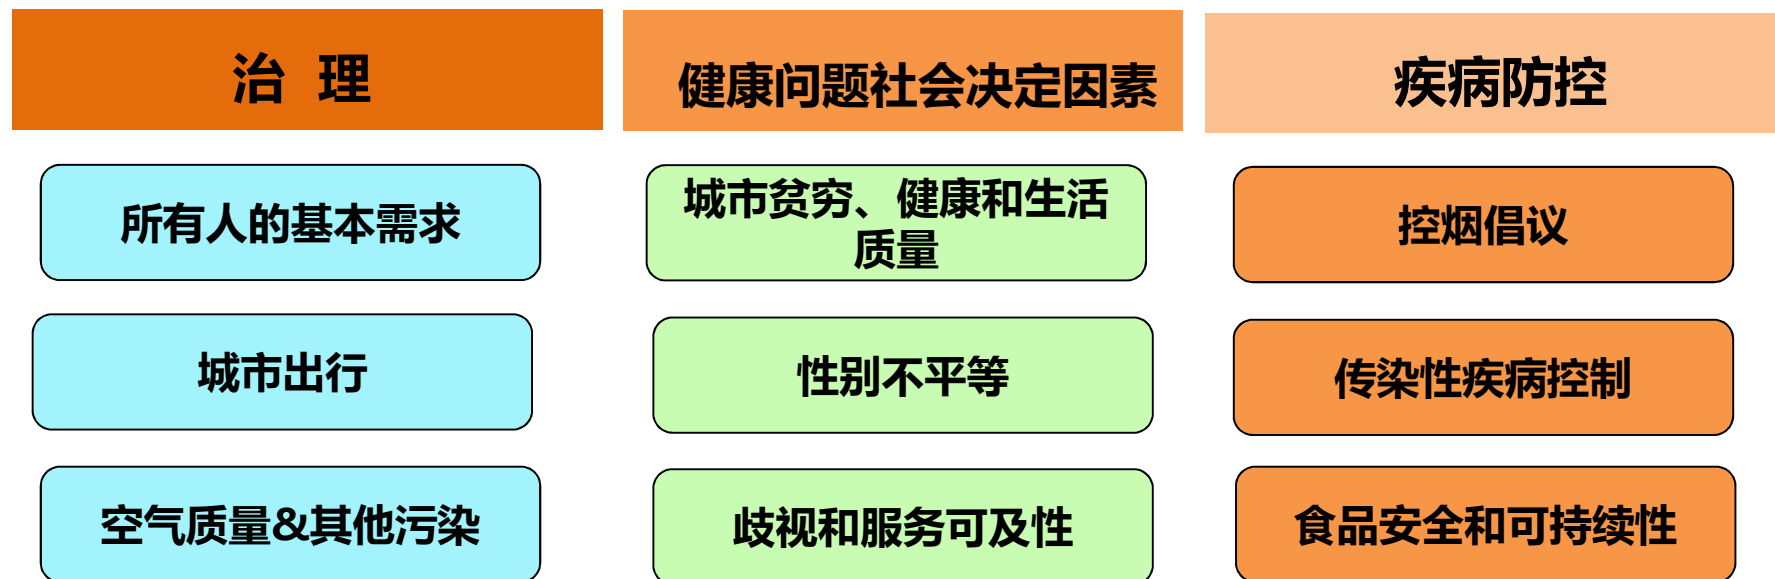 治 理
健康问题社会决定因素
疾病防控
所有人的基本需求
城市贫穷、健康和生活
质量
控烟倡议
城市出行
性别不平等
传染性疾病控制
空气质量&其他污染
歧视和服务可及性
食品安全和可持续性